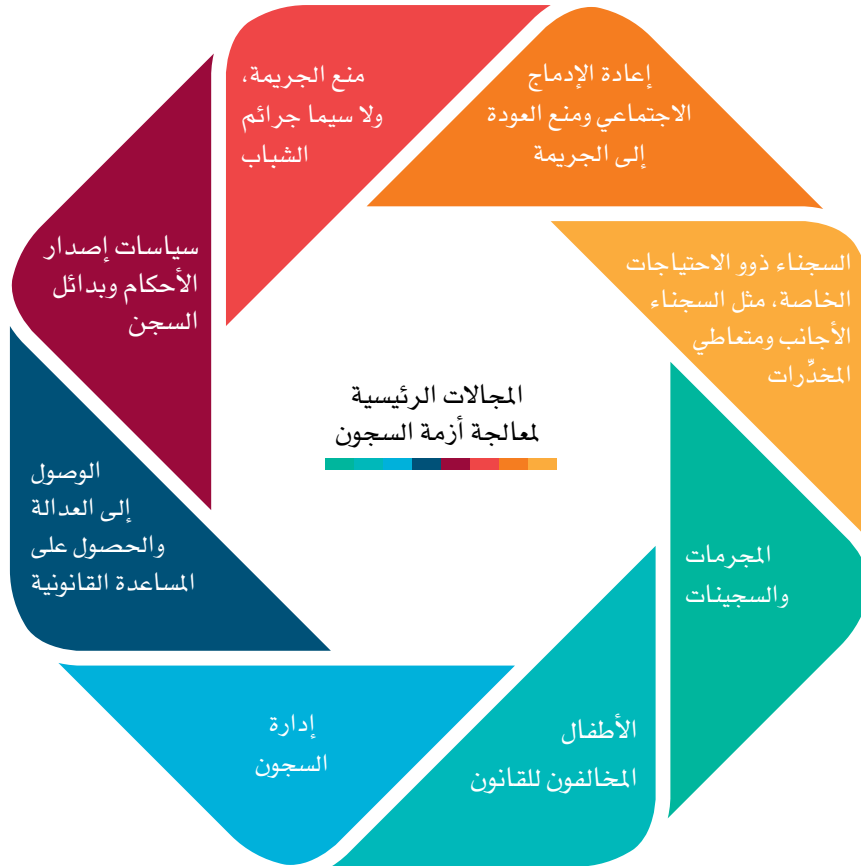 إعادة الإدماج
الاجتماعي ومنع العودة
إلى الجريمة
منع الجريمة،
ولا سيما جرائم
الشباب
سياسات إصدار
الأحكام وبدائل
السجن
الوصول
إلى العدالة
والحصول على
المساعدة القانونية
إدارة
السجون
الأطفال
المخالفون للقانون
المجرمات
والسجينات
السجناء ذوو الاحتياجات
الخاصة، مثل السجناء
الأجانب ومتعاطي
المخدِّرات
المجالات الرئيسية
لمعالجة أزمة السجون